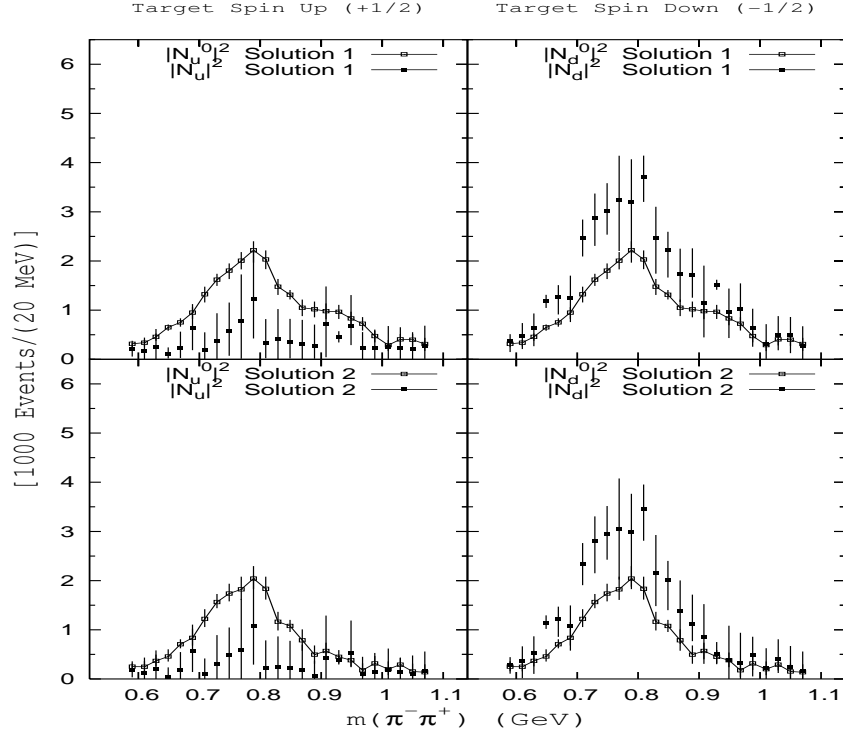 Target Spin Up (+1/2)
Target Spin Down (-1/2)
|N_u^0|^2 Solution 1
|N_u|^2 Solution 1
|N_d^0|^2 Solution 1
|N_d|^2 Solution 1
6
5
4
3
2
1
0
|N_u^0|^2 Solution 2
|N_u|^2 Solution 2
|N_d^0|^2 Solution 2
|N_d|^2 Solution 2
6
5
4
3
2
1
0
[1000 Events/(20 MeV)]
0.6 0.7 0.8 0.9 1 1.1
0.6 0.7 0.8 0.9 1 1.1
m(π⁻π⁺) (GeV)